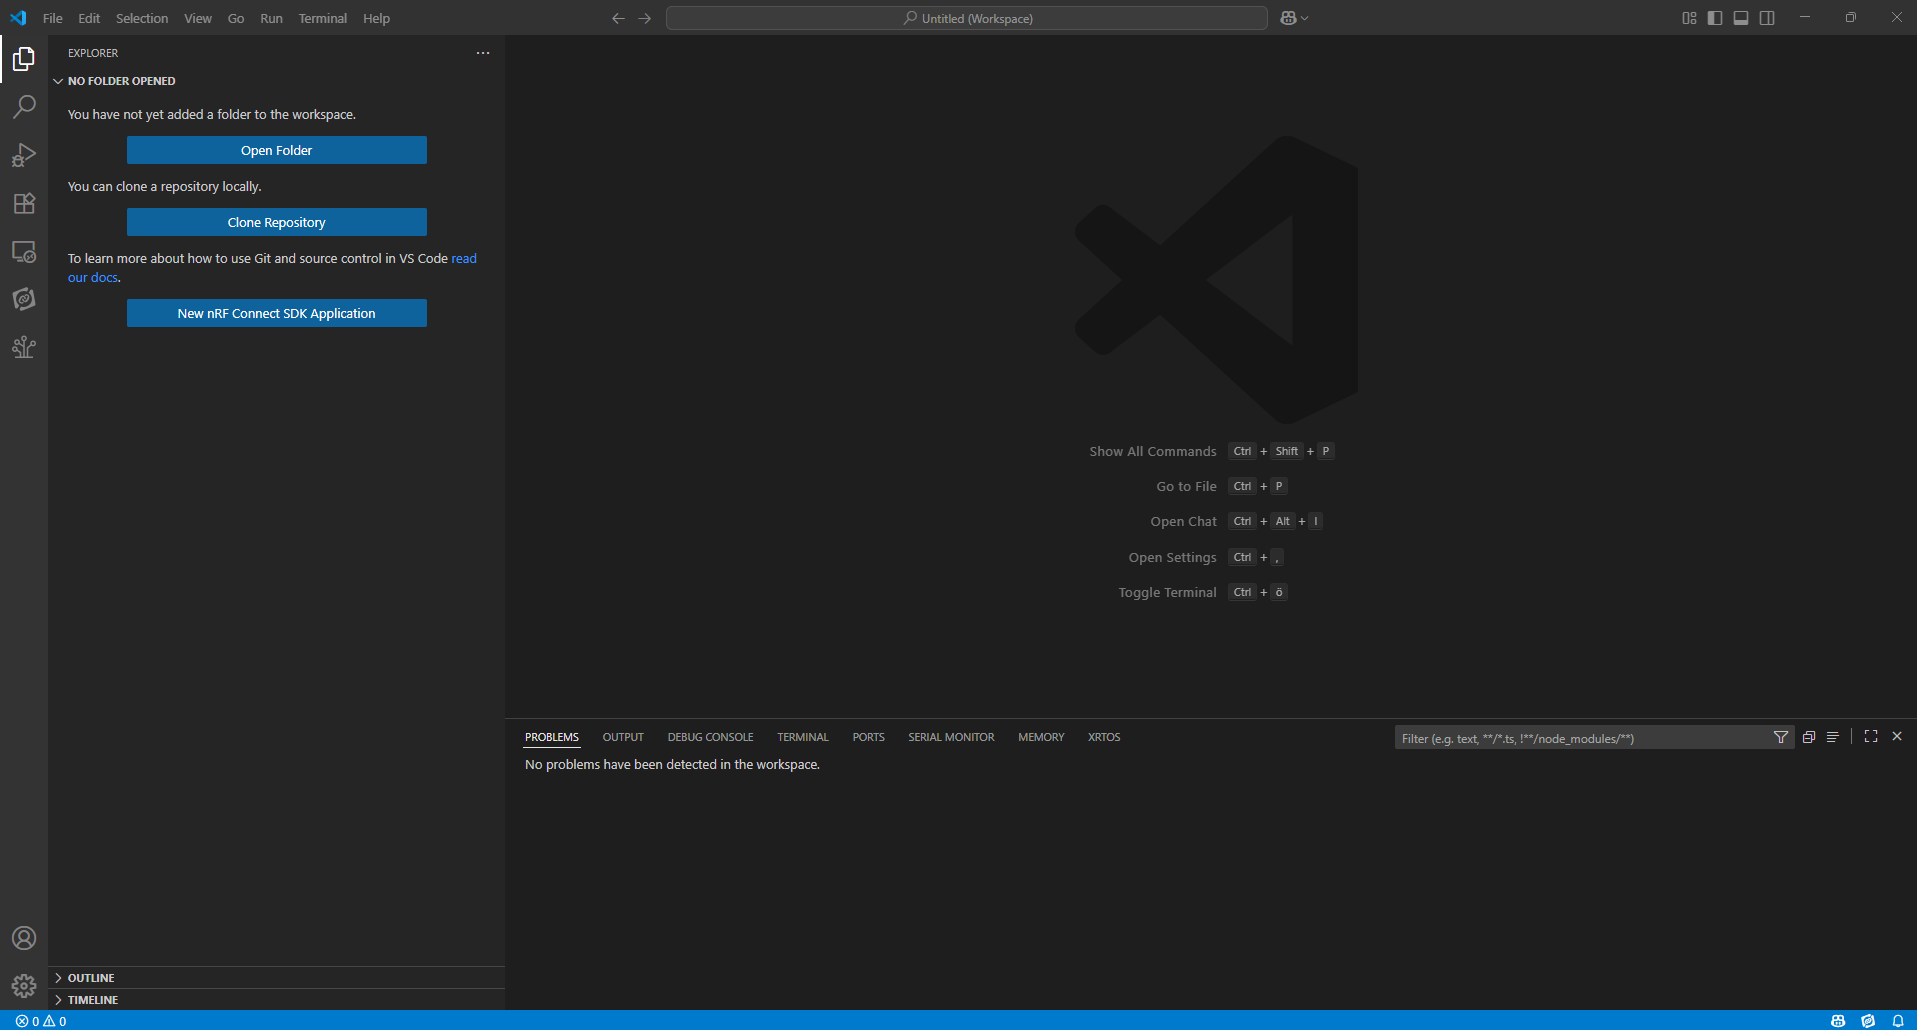 File Edit Selection View Go Run Terminal Help
Untitled (Workspace)
EXPLORER
NO FOLDER OPENED
You have not yet added a folder to the workspace.
Open Folder
You can clone a repository locally.
Clone Repository
To learn more about how to use Git and source control in VS Code read
our docs.
New nRF Connect SDK Application
OUTLINE
TIMELINE
Show All Commands Ctrl + Shift + P
Go to File Ctrl + P
Open Chat Ctrl + Alt + I
Open Settings Ctrl + ,
Toggle Terminal Ctrl + ö
PROBLEMS OUTPUT DEBUG CONSOLE TERMINAL PORTS SERIAL MONITOR MEMORY XRTOS
Filter (e.g. text, **/*.ts, !**/node_modules/**)
No problems have been detected in the workspace.
0 0